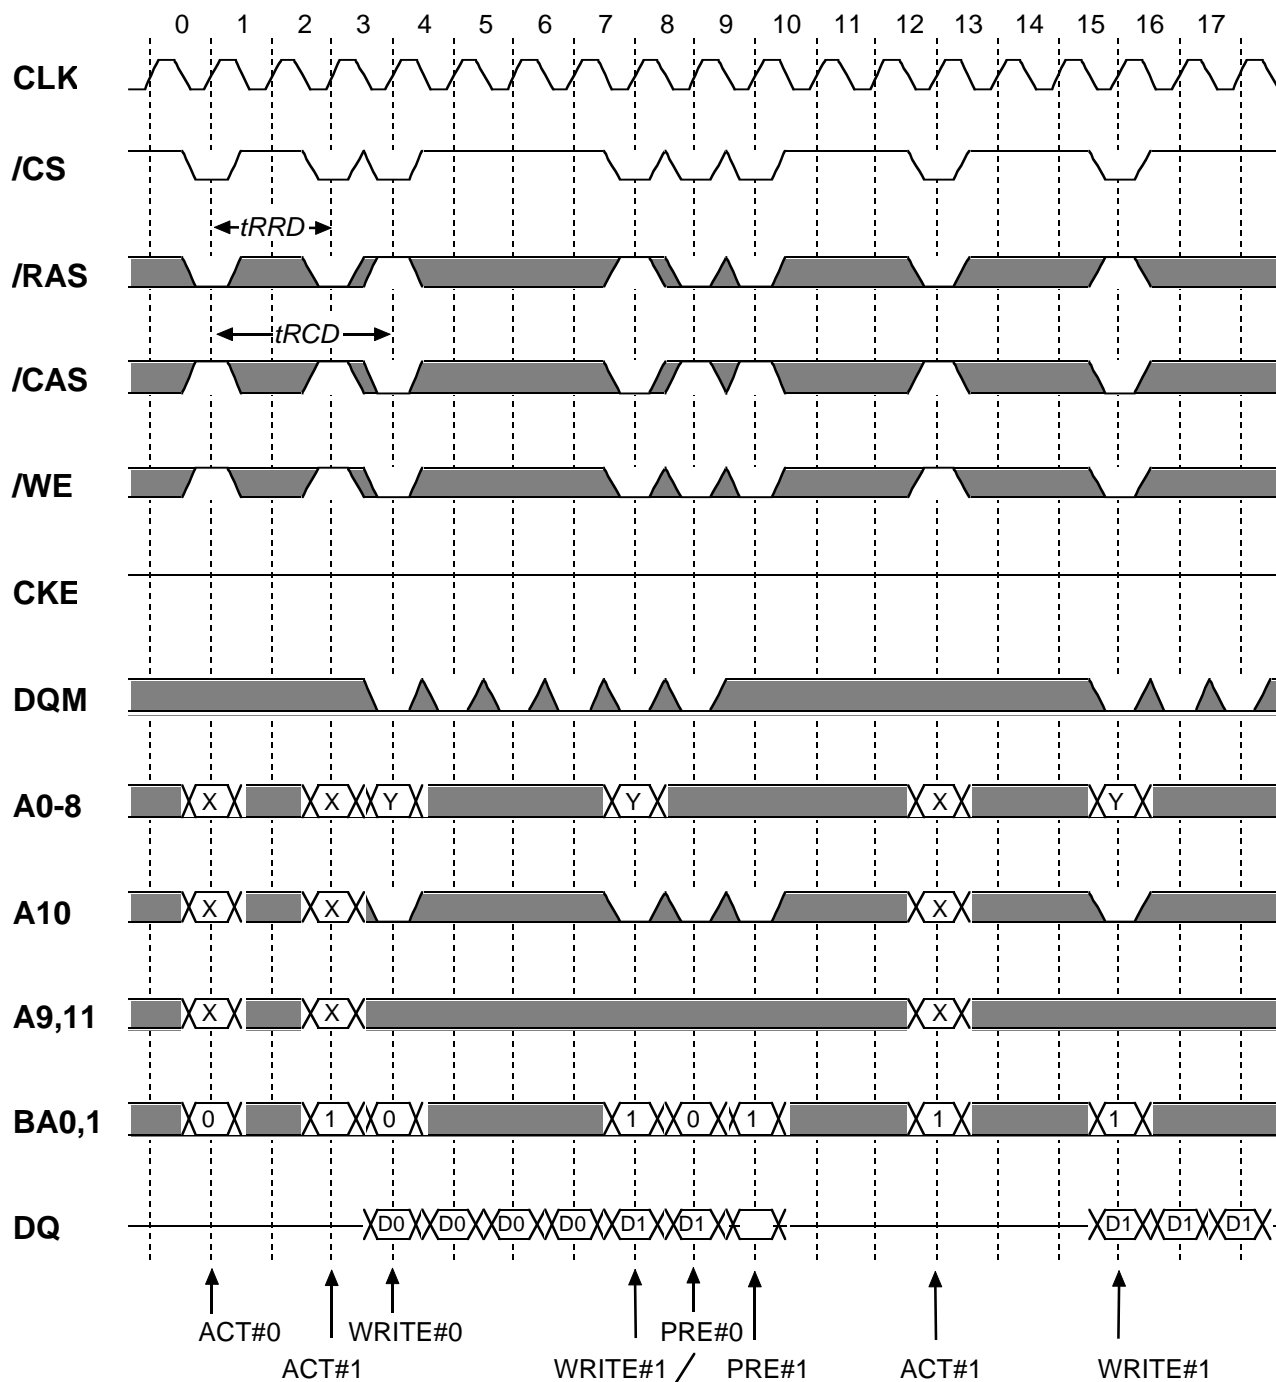 0 1 2 3 4 5 6 7 8 9 10 11 12 13 14 15 16 17
CLK
/CS
tRRD
/RAS
tRCD
/CAS
/WE
CKE
DQM
A0-8 X X Y Y X Y
A10 X X X
A9,11 X X X
BA0,1 0 1 0 1 0 1 1 1
DQ D0 D0 D0 D0 D1 D1 D1 D1 D1
ACT#0 WRITE#0 PRE#0
ACT#1 WRITE#1 PRE#1 ACT#1 WRITE#1